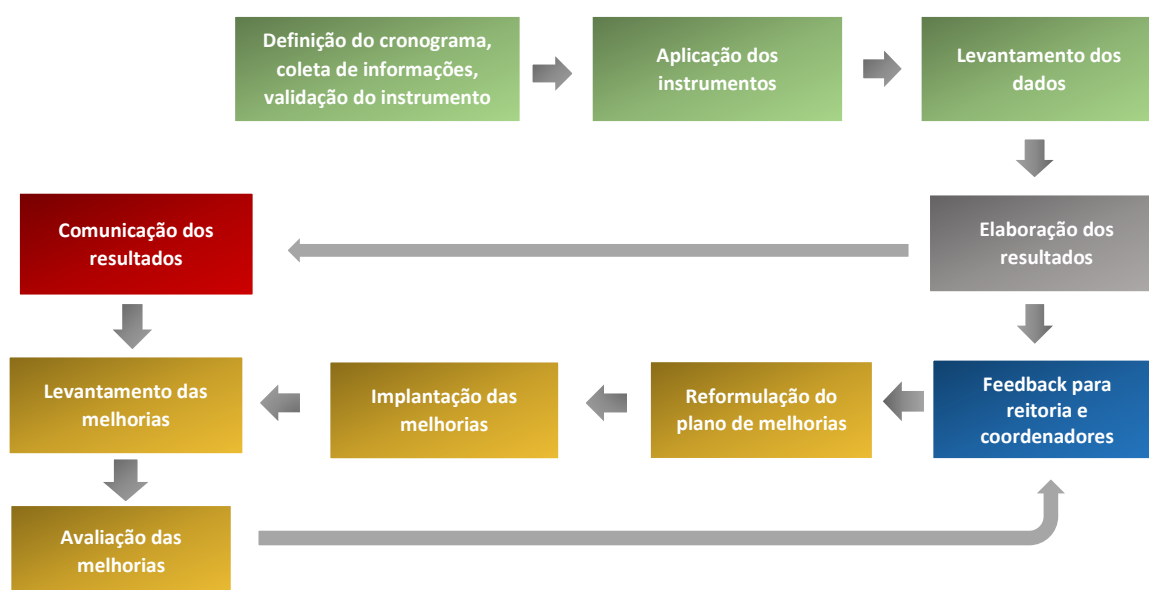 Definição do cronograma,
coleta de informações,
validação do instrumento
Aplicação dos
instrumentos
Levantamento dos
dados
Comunicação dos
resultados
Elaboração dos
resultados
Levantamento das
melhorias
Implantação das
melhorias
Reformulação do
plano de melhorias
Feedback para
reitoria e
coordenadores
Avaliação das
melhorias